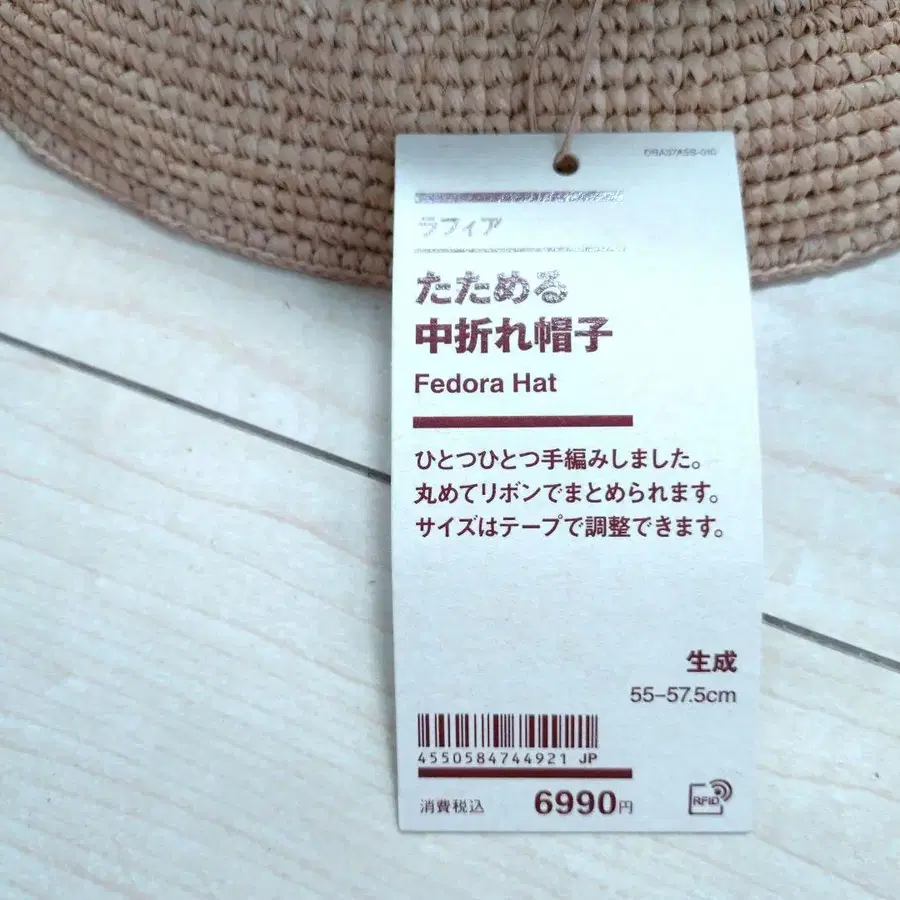 ラフィア
たためる
中折れ帽子
Fedora Hat
ひとつひとつ手編みしました。
丸めてリボンでまとめられます。
サイズはテープで調整できます。
生成
55–57.5cm
4550584744921 JP
消費税込 6990円
RFID